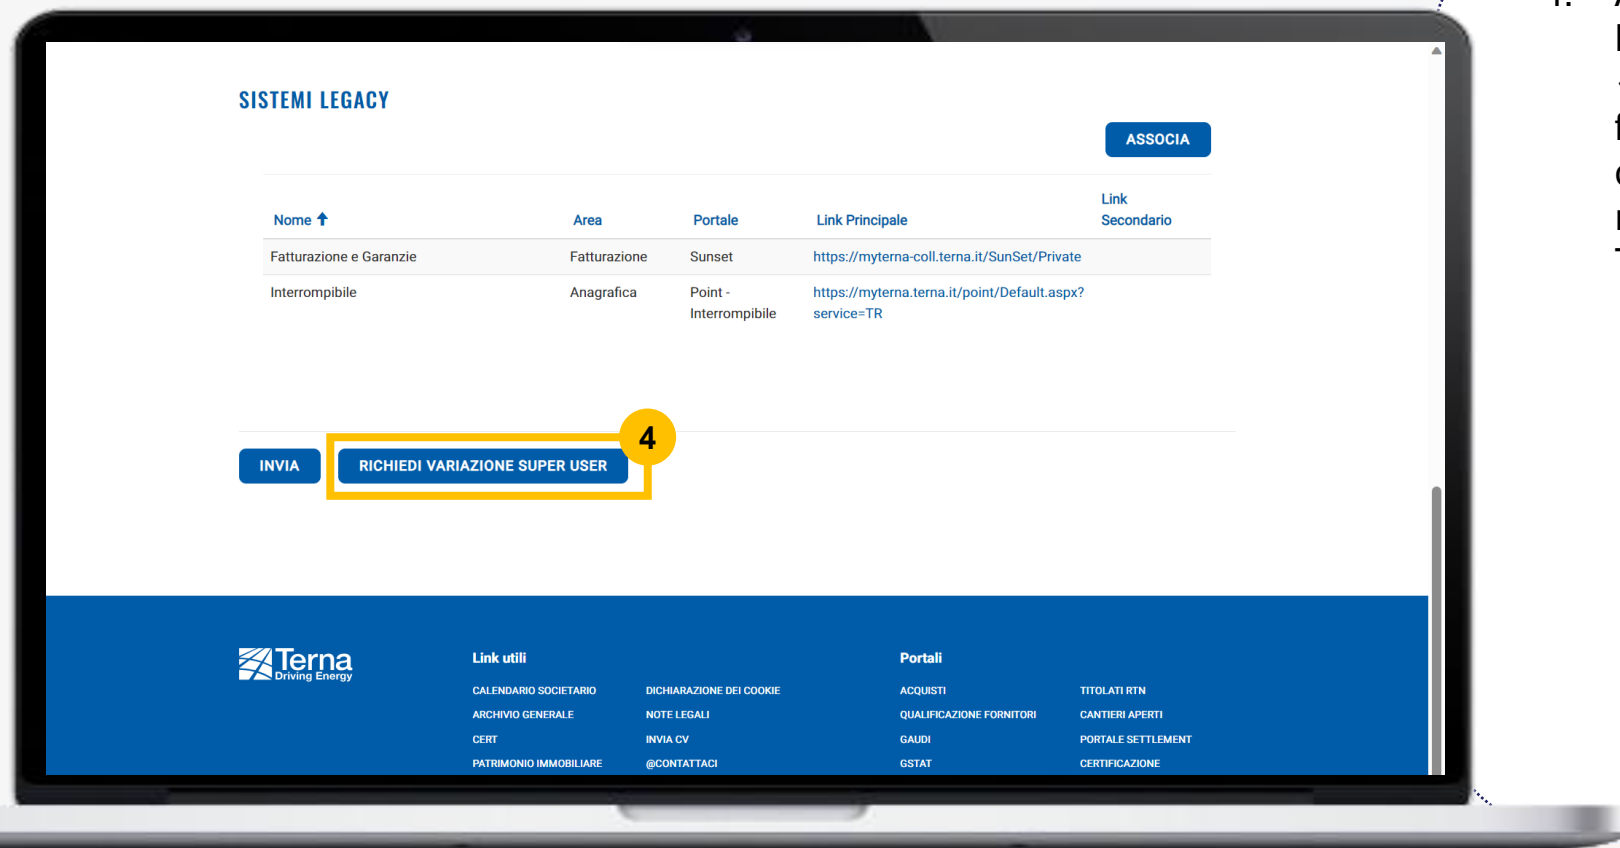 SISTEMI LEGACY
ASSOCIA
Nome Area Portale Link Principale Link Secondario
Fatturazione e Garanzie Fatturazione Sunset https://myterna-coll.terna.it/SunSet/Private
Interrompibile Anagrafica Point - https://myterna.terna.it/point/Default.aspx?
Interrompibile service=TR
4
INVIA RICHIEDI VARIAZIONE SUPER USER
Terna
Driving Energy
Link utili
CALENDARIO SOCIETARIO DICHIARAZIONE DEI COOKIE
ARCHIVIO GENERALE NOTE LEGALI
CERT INVIA CV
PATRIMONIO IMMOBILIARE @CONTATTACI
Portali
ACQUISTI TITOLATI RTN
QUALIFICAZIONE FORNITORI CANTIERI APERTI
GAUDI PORTALE SETTLEMENT
GSTAT CERTIFICAZIONE